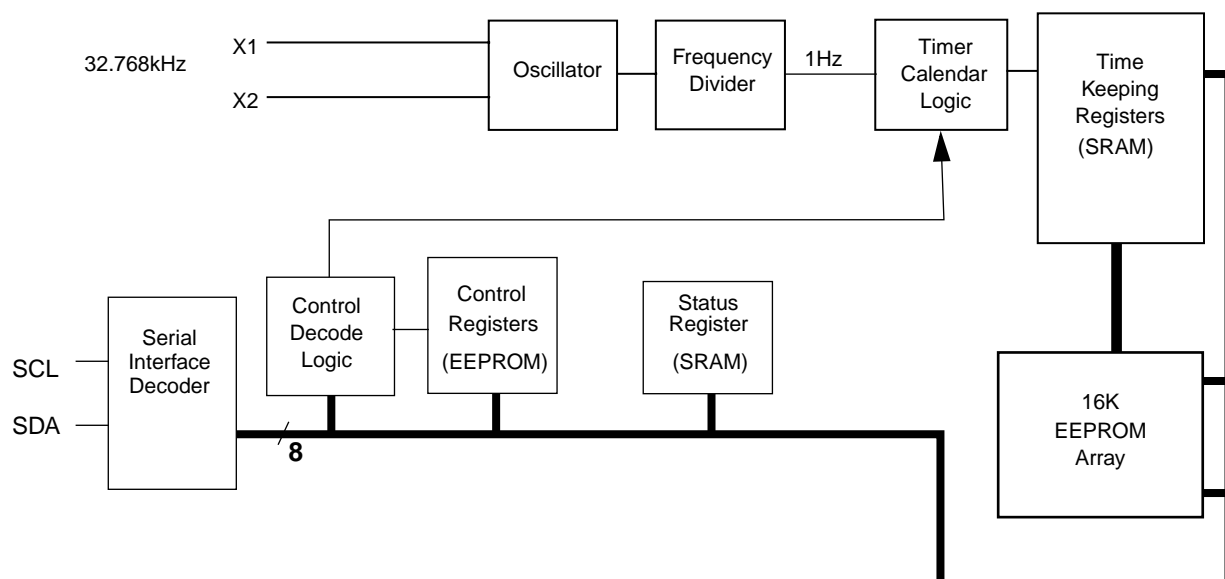 32.768kHz
X1
X2
Oscillator
Frequency
Divider
1Hz
Timer
Calendar
Logic
Time
Keeping
Registers
(SRAM)
SCL
SDA
Serial
Interface
Decoder
Control
Decode
Logic
Control
Registers
(EEPROM)
Status
Register
(SRAM)
8
16K
EEPROM
Array